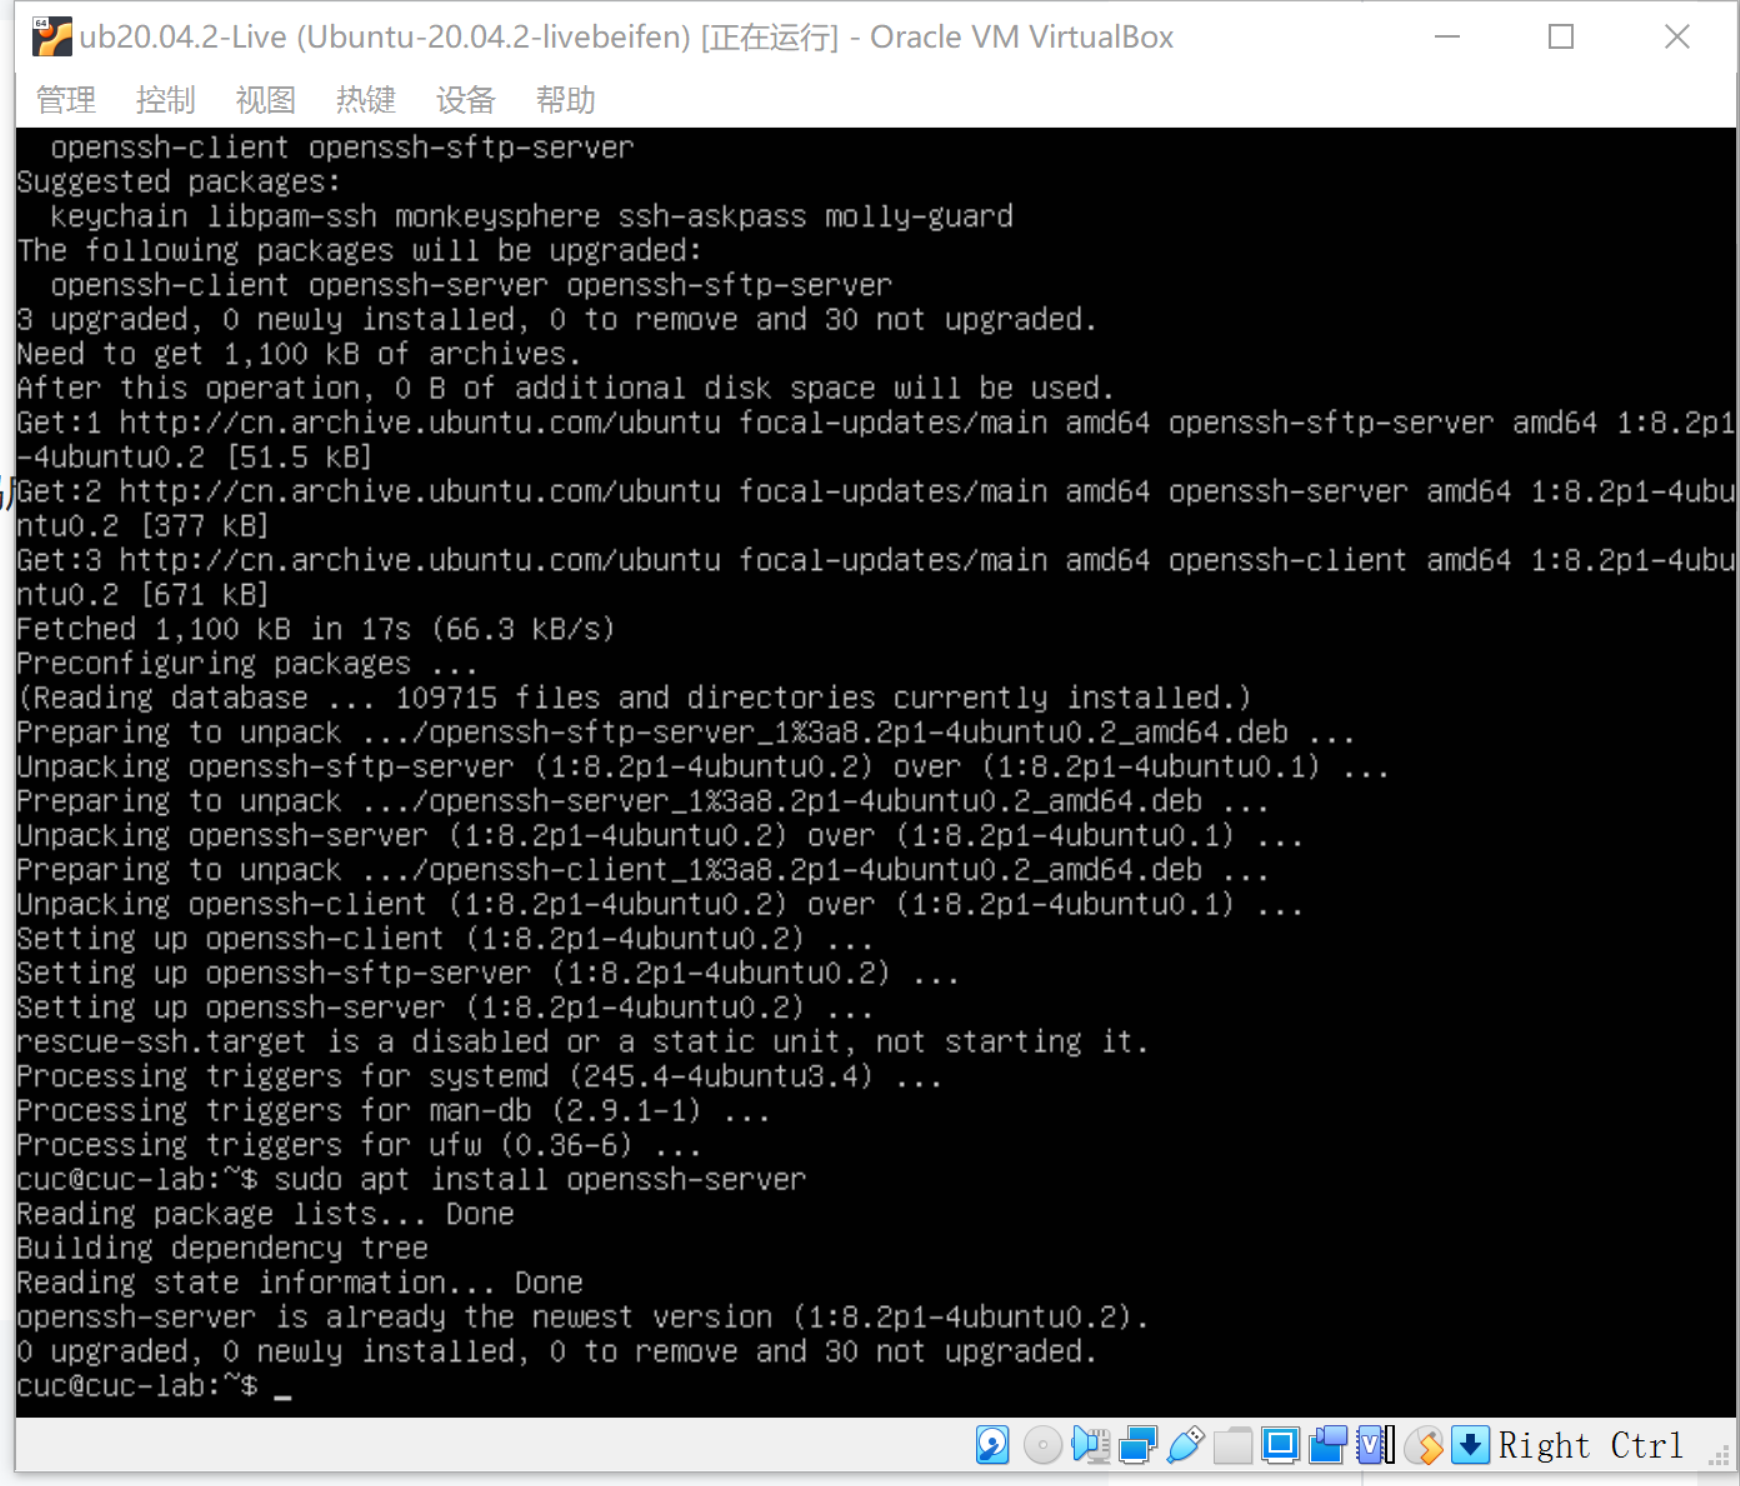 ub20.04.2-Live (Ubuntu-20.04.2-livebeifen) [正在运行] - Oracle VM VirtualBox
管理 控制 视图 热键 设备 帮助
openssh-client openssh-sftp-server
Suggested packages:
keychain libpam-ssh monkeysphere ssh-askpass molly-guard
The following packages will be upgraded:
openssh-client openssh-server openssh-sftp-server
3 upgraded, 0 newly installed, 0 to remove and 30 not upgraded.
Need to get 1,100 kB of archives.
After this operation, 0 B of additional disk space will be used.
Get:1 http://cn.archive.ubuntu.com/ubuntu focal-updates/main amd64 openssh-sftp-server amd64 1:8.2p1
-4ubuntu0.2 [51.5 kB]
Get:2 http://cn.archive.ubuntu.com/ubuntu focal-updates/main amd64 openssh-server amd64 1:8.2p1-4ubu
ntu0.2 [377 kB]
Get:3 http://cn.archive.ubuntu.com/ubuntu focal-updates/main amd64 openssh-client amd64 1:8.2p1-4ubu
ntu0.2 [671 kB]
Fetched 1,100 kB in 17s (66.3 kB/s)
Preconfiguring packages ...
(Reading database ... 109715 files and directories currently installed.)
Preparing to unpack .../openssh-sftp-server_1%3a8.2p1-4ubuntu0.2_amd64.deb ...
Unpacking openssh-sftp-server (1:8.2p1-4ubuntu0.2) over (1:8.2p1-4ubuntu0.1) ...
Preparing to unpack .../openssh-server_1%3a8.2p1-4ubuntu0.2_amd64.deb ...
Unpacking openssh-server (1:8.2p1-4ubuntu0.2) over (1:8.2p1-4ubuntu0.1) ...
Preparing to unpack .../openssh-client_1%3a8.2p1-4ubuntu0.2_amd64.deb ...
Unpacking openssh-client (1:8.2p1-4ubuntu0.2) over (1:8.2p1-4ubuntu0.1) ...
Setting up openssh-client (1:8.2p1-4ubuntu0.2) ...
Setting up openssh-sftp-server (1:8.2p1-4ubuntu0.2) ...
Setting up openssh-server (1:8.2p1-4ubuntu0.2) ...
rescue-ssh.target is a disabled or a static unit, not starting it.
Processing triggers for systemd (245.4-4ubuntu3.4) ...
Processing triggers for man-db (2.9.1-1) ...
Processing triggers for ufw (0.36-6) ...
cuc@cuc-lab:~$ sudo apt install openssh-server
Reading package lists... Done
Building dependency tree
Reading state information... Done
openssh-server is already the newest version (1:8.2p1-4ubuntu0.2).
0 upgraded, 0 newly installed, 0 to remove and 30 not upgraded.
cuc@cuc-lab:~$ _
Right Ctrl